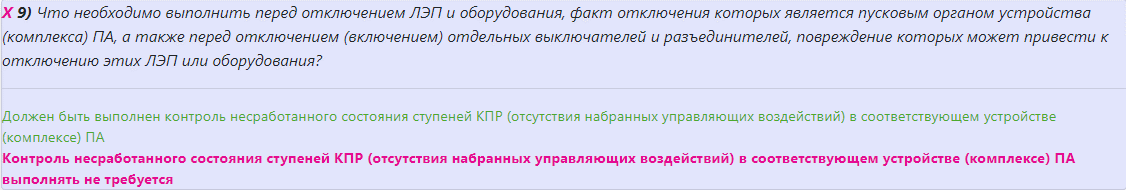 X 9) Что необходимо выполнить перед отключением ЛЭП и оборудования, факт отключения которых является пусковым органом устройства
(комплекса) ПА, а также перед отключением (включением) отдельных выключателей и разъединителей, повреждение которых может привести к
отключению этих ЛЭП или оборудования?
Должен быть выполнен контроль несработанного состояния ступеней КПР (отсутствия набранных управляющих воздействий) в соответствующем устройстве
(комплексе) ПА
Контроль несработанного состояния ступеней КПР (отсутствия набранных управляющих воздействий) в соответствующем устройстве (комплексе) ПА
выполнять не требуется